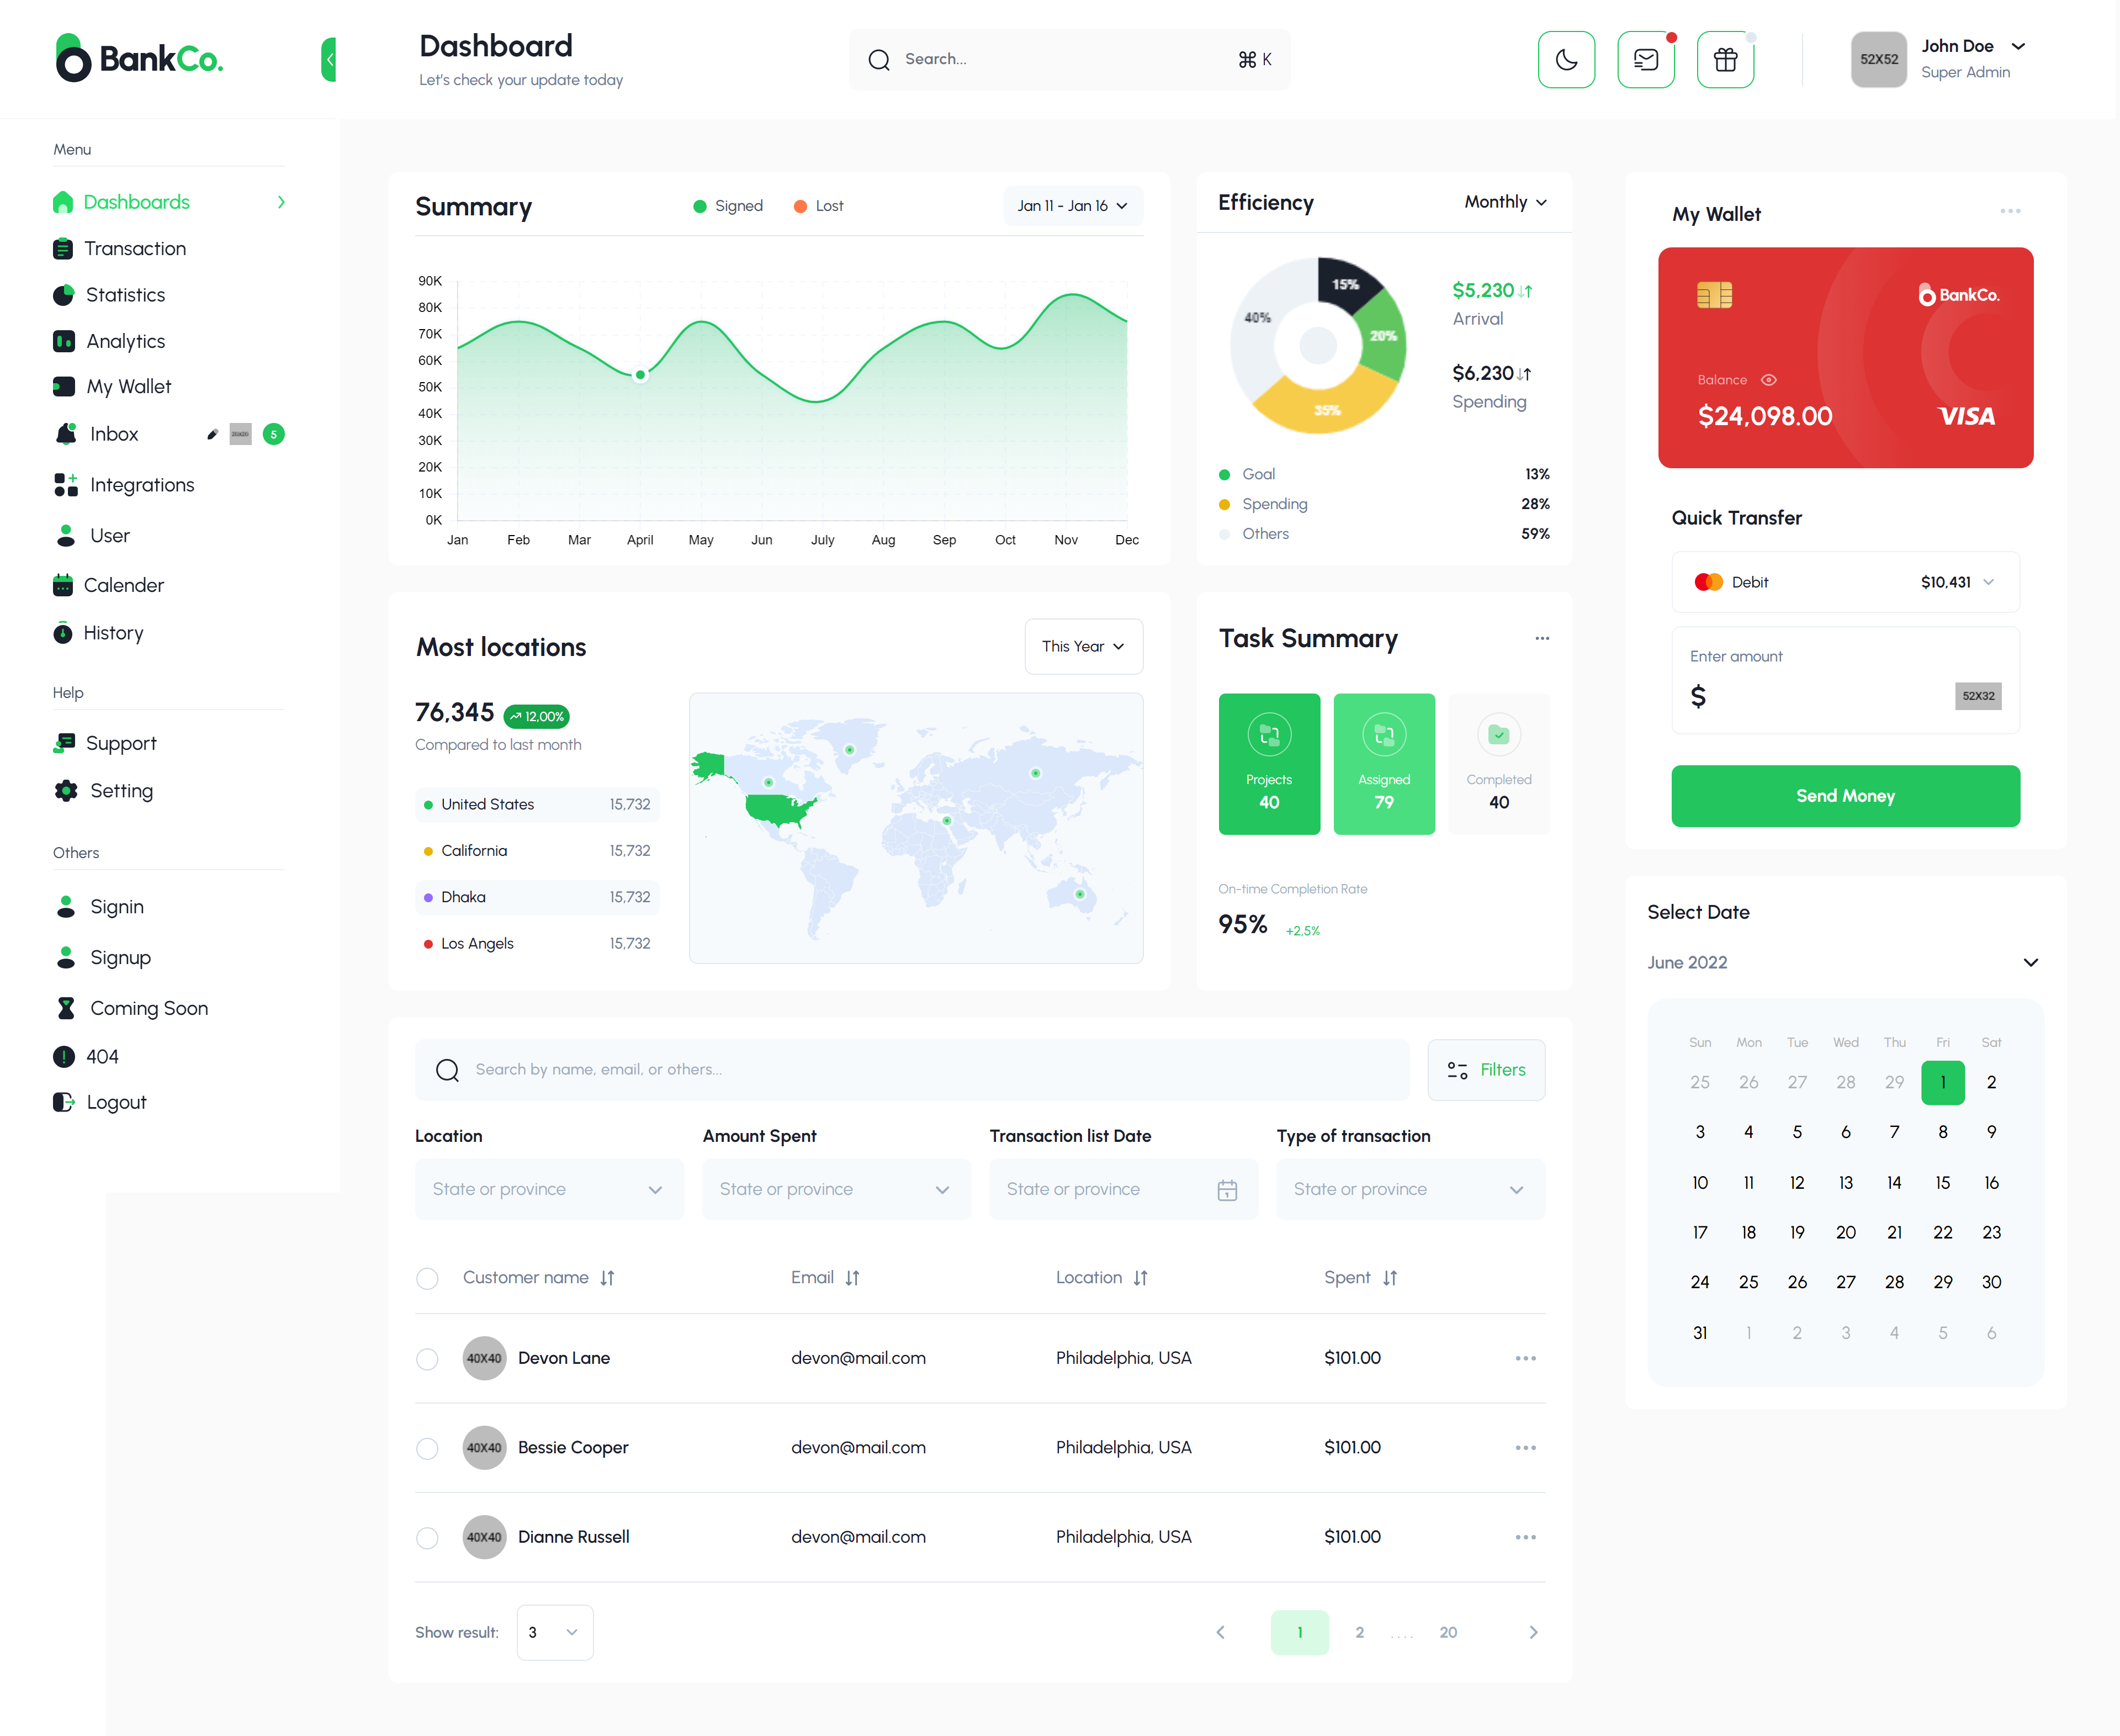 BankCo.
Dashboard
Let's check your update today
Search...
⌘ K
52X52
John Doe
Super Admin
Menu
Dashboards
Transaction
Statistics
Analytics
My Wallet
Inbox
5
Integrations
User
Calender
History
Help
Support
Setting
Others
Signin
Signup
Coming Soon
404
Logout
Summary
Signed
Lost
Jan 11 - Jan 16
90K
80K
70K
60K
50K
40K
30K
20K
10K
0K
Jan Feb Mar April May Jun July Aug Sep Oct Nov Dec
Efficiency
Monthly
15%
20%
35%
40%
$5,230
Arrival
$6,230
Spending
Goal 13%
Spending 28%
Others 59%
Most locations
This Year
76,345
12,00%
Compared to last month
United States 15,732
California 15,732
Dhaka 15,732
Los Angels 15,732
Task Summary
...
Projects
40
Assigned
79
Completed
40
On-time Completion Rate
95% +2,5%
My Wallet
BankCo.
Balance
$24,098.00
VISA
Quick Transfer
Debit $10,431
Enter amount
$
52X32
Send Money
Select Date
June 2022
Sun Mon Tue Wed Thu Fri Sat
25 26 27 28 29 1 2
3 4 5 6 7 8 9
10 11 12 13 14 15 16
17 18 19 20 21 22 23
24 25 26 27 28 29 30
31 1 2 3 4 5 6
Search by name, email, or others...
Filters
Location Amount Spent Transaction list Date Type of transaction
State or province State or province State or province State or province
Customer name Email Location Spent
40X40 Devon Lane devon@mail.com Philadelphia, USA $101.00
40X40 Bessie Cooper devon@mail.com Philadelphia, USA $101.00
40X40 Dianne Russell devon@mail.com Philadelphia, USA $101.00
Show result: 3
1 2 .... 20